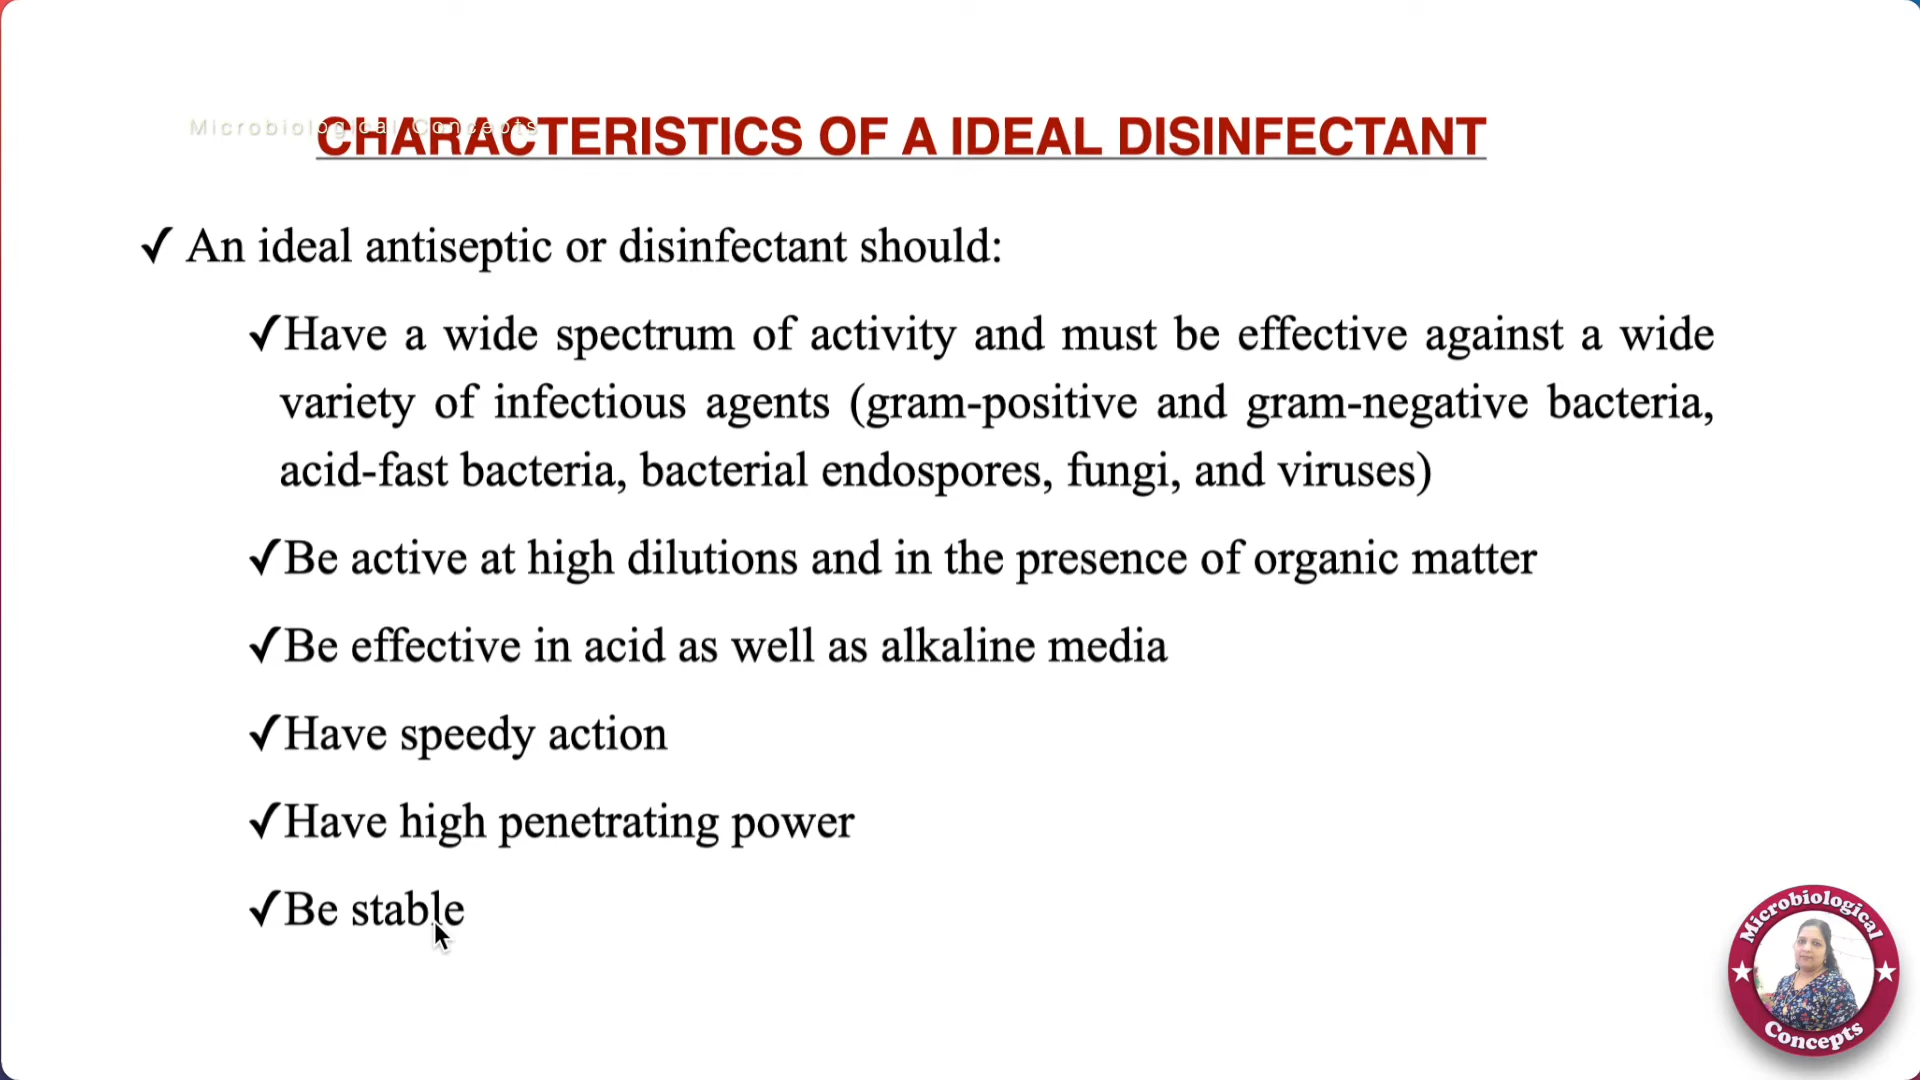 Microbiological Concepts
CHARACTERISTICS OF A IDEAL DISINFECTANT
✓ An ideal antiseptic or disinfectant should:
✓Have a wide spectrum of activity and must be effective against a wide
variety of infectious agents (gram-positive and gram-negative bacteria,
acid-fast bacteria, bacterial endospores, fungi, and viruses)
✓Be active at high dilutions and in the presence of organic matter
✓Be effective in acid as well as alkaline media
✓Have speedy action
✓Have high penetrating power
✓Be stable
Microbiological
Concepts